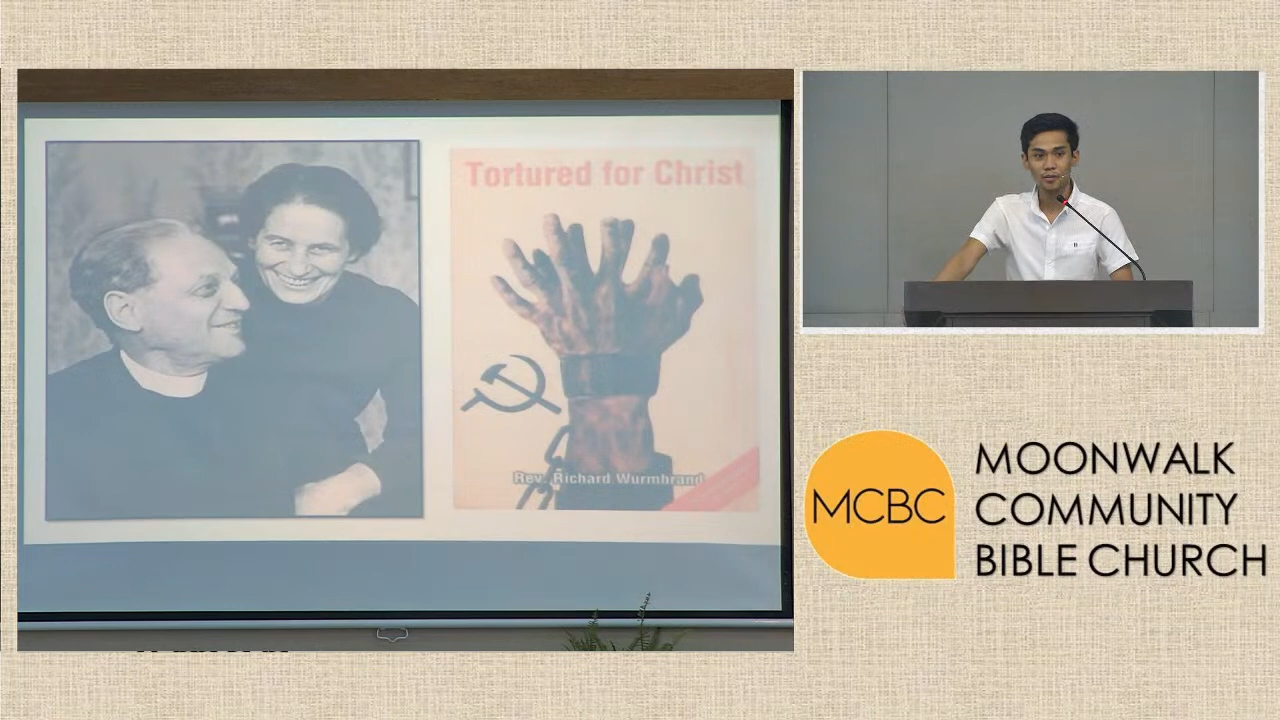 Tortured for Christ
Rev. Richard Wurmbrand
MCBC
MOONWALK
COMMUNITY
BIBLE CHURCH